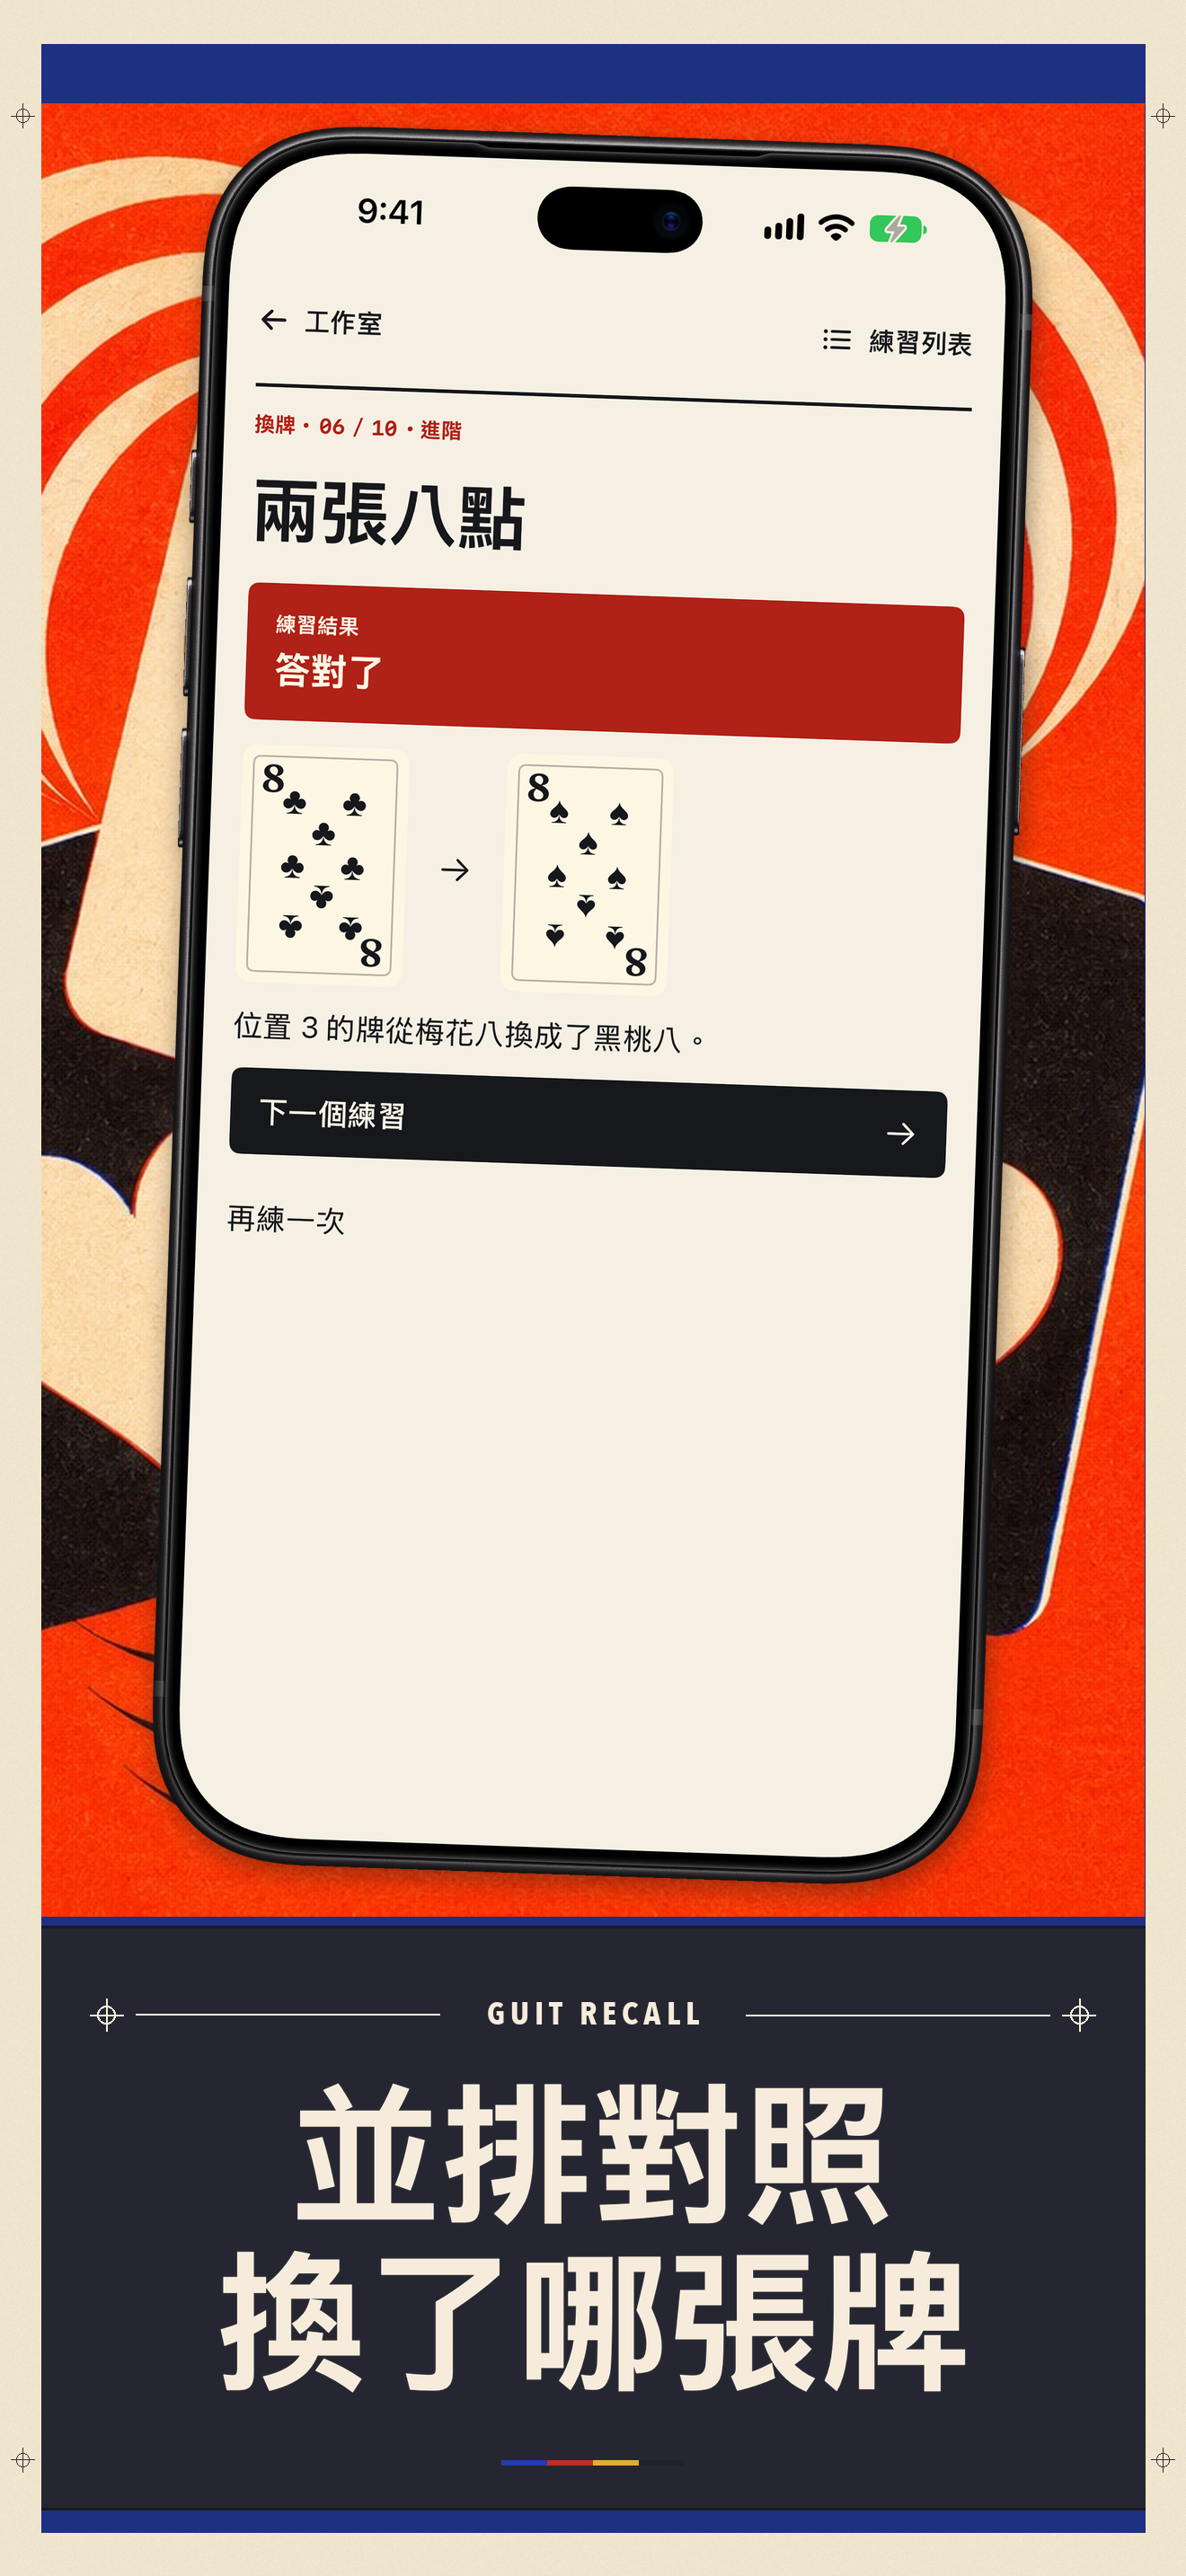 9:41
工作室
練習列表
換牌・06 / 10・進階
兩張八點
練習結果
答對了
8
8
8
8
位置 3 的牌從梅花八換成了黑桃八。
下一個練習
再練一次
GUIT RECALL
並排對照
換了哪張牌